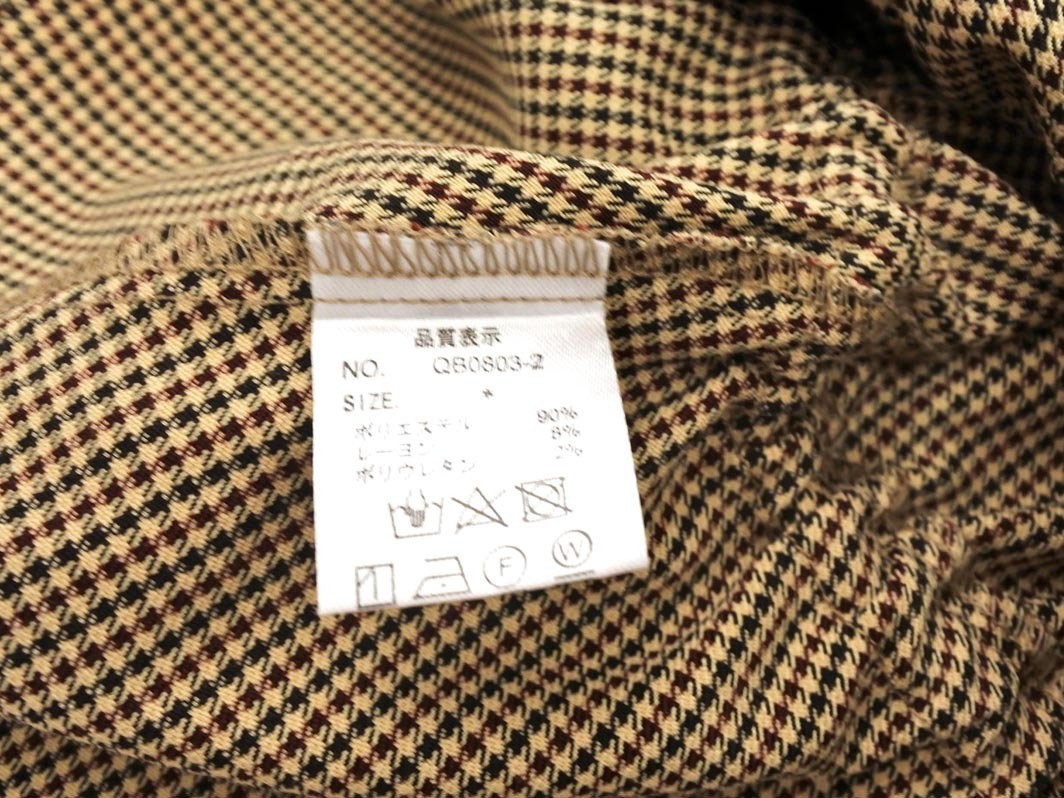 品質表示
NO. QB0803-2
SIZE. *
ポリエステル 90%
レーヨン 8%
ポリウレタン 2%
F W